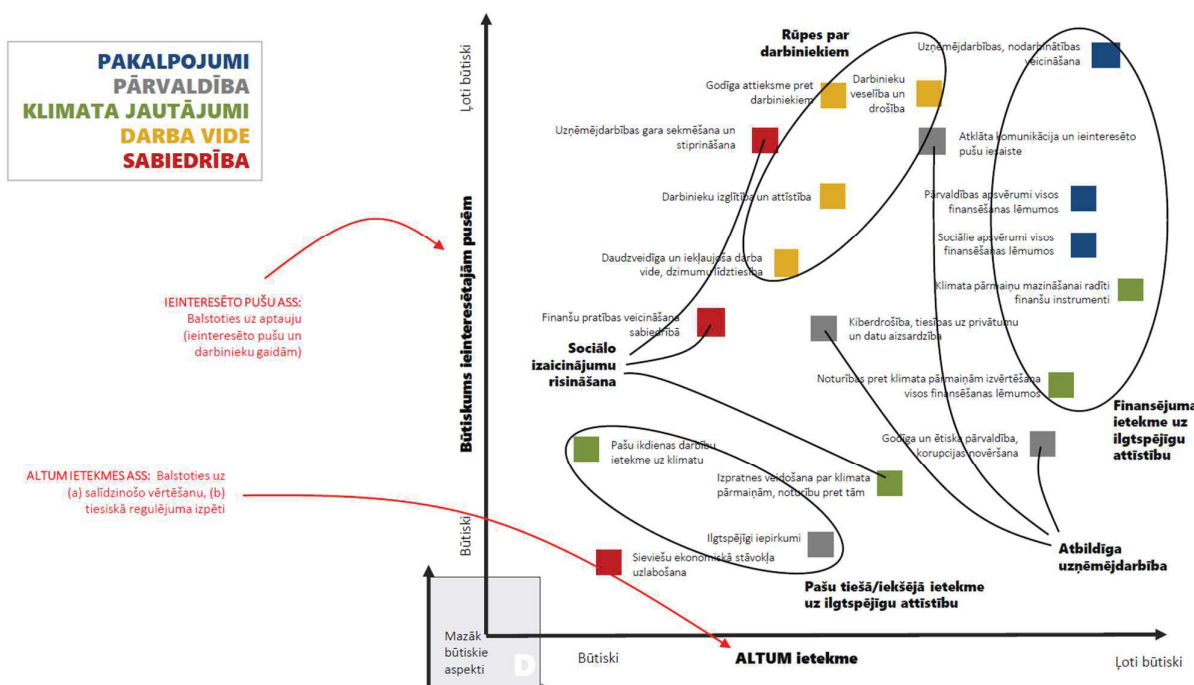 PAKALPOJUMI
PĀRVALDĪBA
KLIMATA JAUTĀJUMI
DARBA VIDE
SABIEDRĪBA
IEINTERESĒTO PUŠU ASS:
Balstoties uz aptauju
(ieinteresēto pušu un
darbinieku gaidām)
ALTUM IETEKMES ASS: Balstoties uz
(a) salīdzinošo vērtēšanu, (b)
tiesiskā regulējuma izpēti
Ļoti būtiski
Būtiskums ieinteresētajām pusēm
Būtiski
Rūpes par
darbiniekiem
Uzņēmējdarbības, nodarbinātības
veicināšana
Godīga attieksme pret
darbiniekiem
Darbinieku
veselība un
drošība
Uzņēmējdarbības gara sekmēšana un
stiprināšana
Atklāta komunikācija un ieinteresēto
pušu iesaiste
Darbinieku izglītība un attīstība
Pārvaldības apsvērumi visos
finansēšanas lēmumos
Sociālie apsvērumi visos
finansēšanas lēmumos
Daudzveidīga un iekļaujoša darba
vide, dzimumu līdztiesība
Klimata pārmaiņu mazināšanai radīti
finanšu instrumenti
Finanšu pratības veicināšana
sabiedrībā
Kiberdrošība, tiesības uz privātumu
un datu aizsardzība
Sociālo
izaicinājumu
risināšana
Noturības pret klimata pārmaiņām izvērtēšana
visos finansēšanas lēmumos
Finansējuma
ietekme uz
ilgtspējīgu
attīstību
Pašu ikdienas darbību
ietekme uz klimatu
Godīga un ētiska pārvaldība,
korupcijas novēršana
Izpratnes veidošana par klimata
pārmaiņām, noturību pret tām
Ilgtspējīgi iepirkumi
Sieviešu ekonomiskā stāvokļa
uzlabošana
Atbildīga
uzņēmējdarbība
Pašu tiešā/iekšējā ietekme
uz ilgtspējīgu attīstību
Mazāk
būtiskie
aspekti
D
Būtiski
ALTUM ietekme
Ļoti būtiski